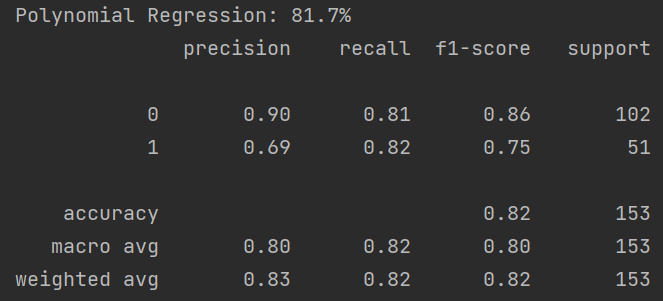 Polynomial Regression: 81.7%
precision recall f1-score support
0 0.90 0.81 0.86 102
1 0.69 0.82 0.75 51
accuracy 0.82 153
macro avg 0.80 0.82 0.80 153
weighted avg 0.83 0.82 0.82 153